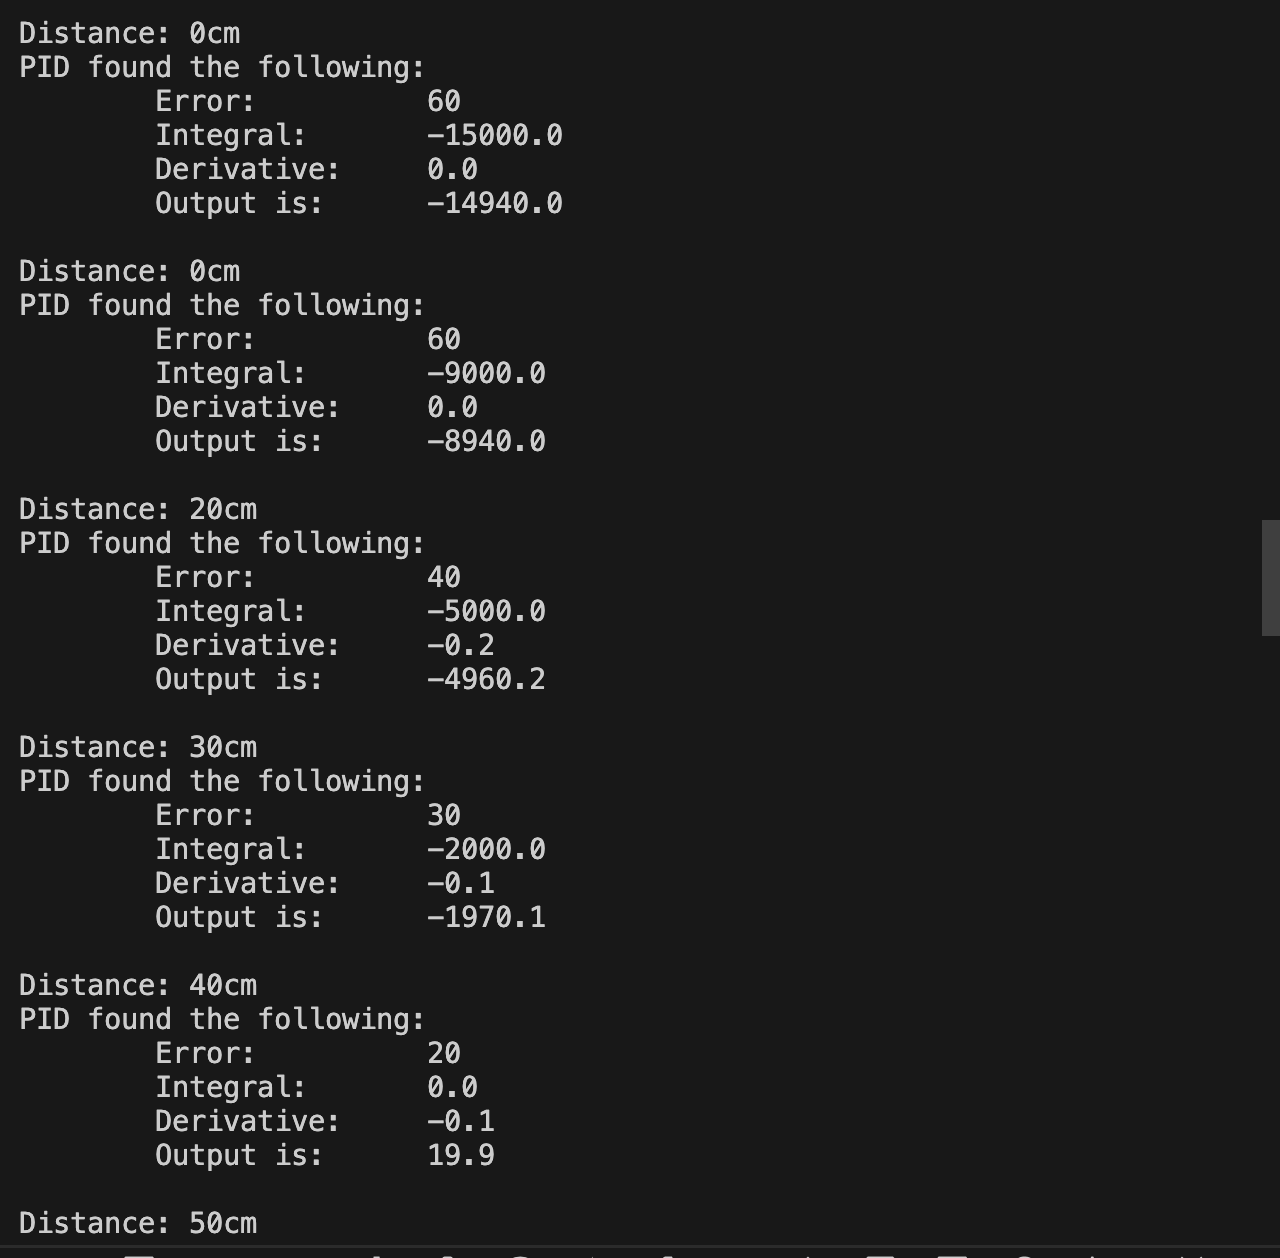 Distance: 0cm
PID found the following:
Error: 60
Integral: -15000.0
Derivative: 0.0
Output is: -14940.0
Distance: 0cm
PID found the following:
Error: 60
Integral: -9000.0
Derivative: 0.0
Output is: -8940.0
Distance: 20cm
PID found the following:
Error: 40
Integral: -5000.0
Derivative: -0.2
Output is: -4960.2
Distance: 30cm
PID found the following:
Error: 30
Integral: -2000.0
Derivative: -0.1
Output is: -1970.1
Distance: 40cm
PID found the following:
Error: 20
Integral: 0.0
Derivative: -0.1
Output is: 19.9
Distance: 50cm